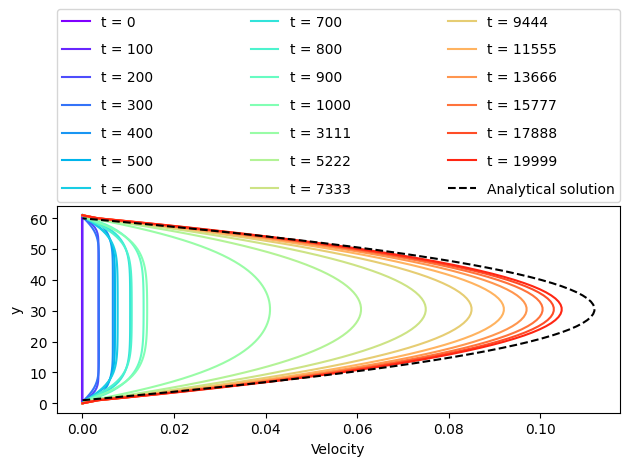 t = 0
t = 100
t = 200
t = 300
t = 400
t = 500
t = 600
t = 700
t = 800
t = 900
t = 1000
t = 3111
t = 5222
t = 7333
t = 9444
t = 11555
t = 13666
t = 15777
t = 17888
t = 19999
Analytical solution
60
50
40
30
20
10
0
y
0.00
0.02
0.04
0.06
0.08
0.10
Velocity